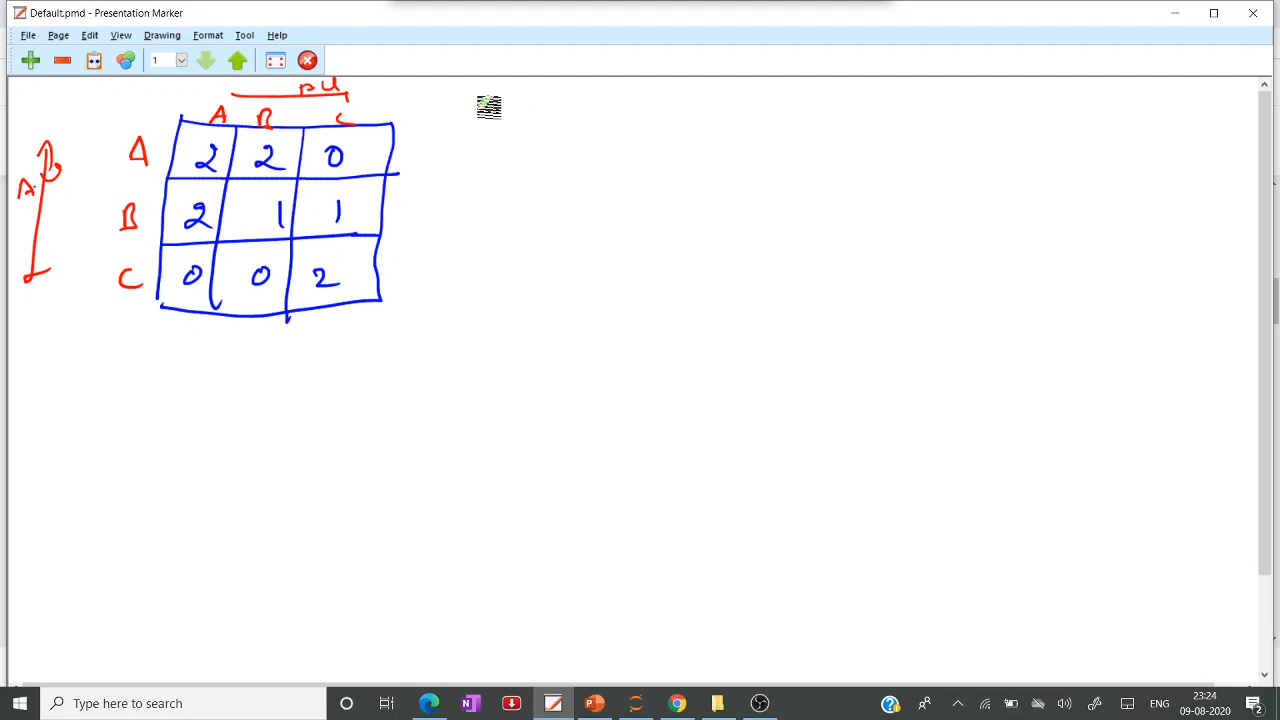 Default.pmd - Presentation Marker
File Page Edit View Drawing Format Tool Help
1
A B C
A 2 2 0
B 2 1 1
C 0 0 2
A
Type here to search
ENG
23:24
09-08-2020
2